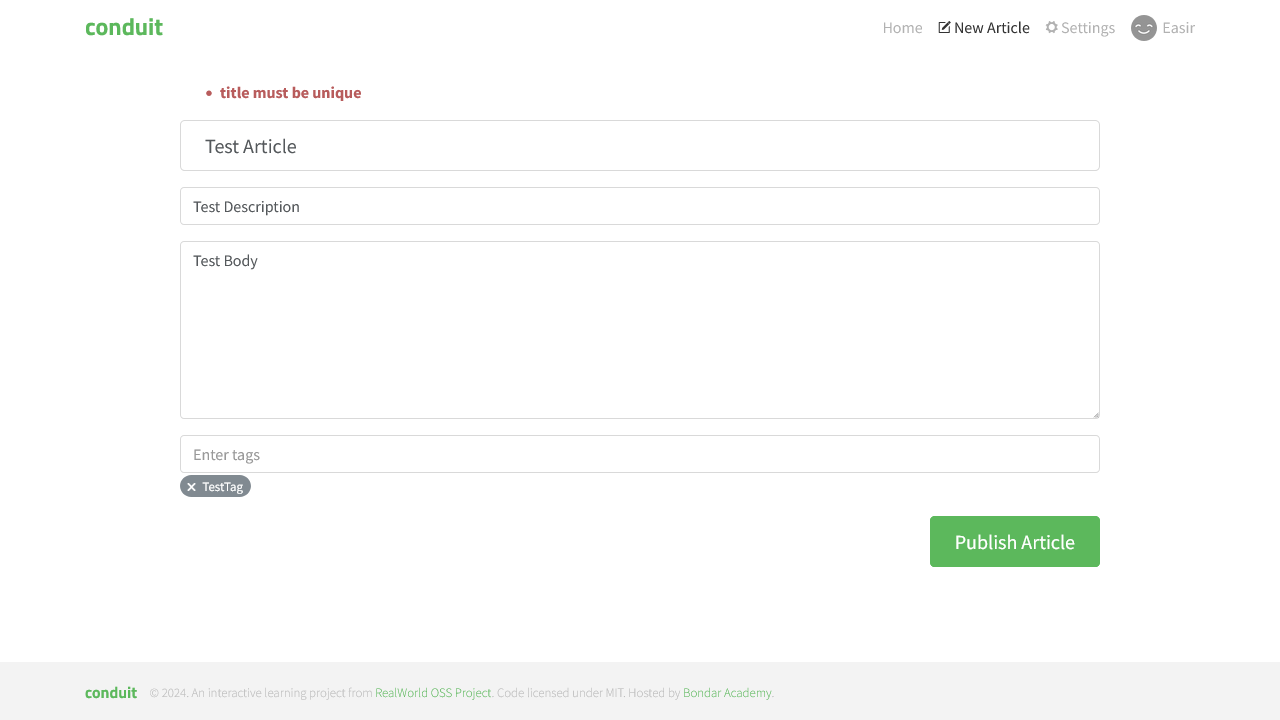 conduit
Home New Article Settings Easir
• title must be unique
Test Article
Test Description
Test Body
Enter tags
× TestTag
Publish Article
conduit © 2024. An interactive learning project from RealWorld OSS Project. Code licensed under MIT. Hosted by Bondar Academy.